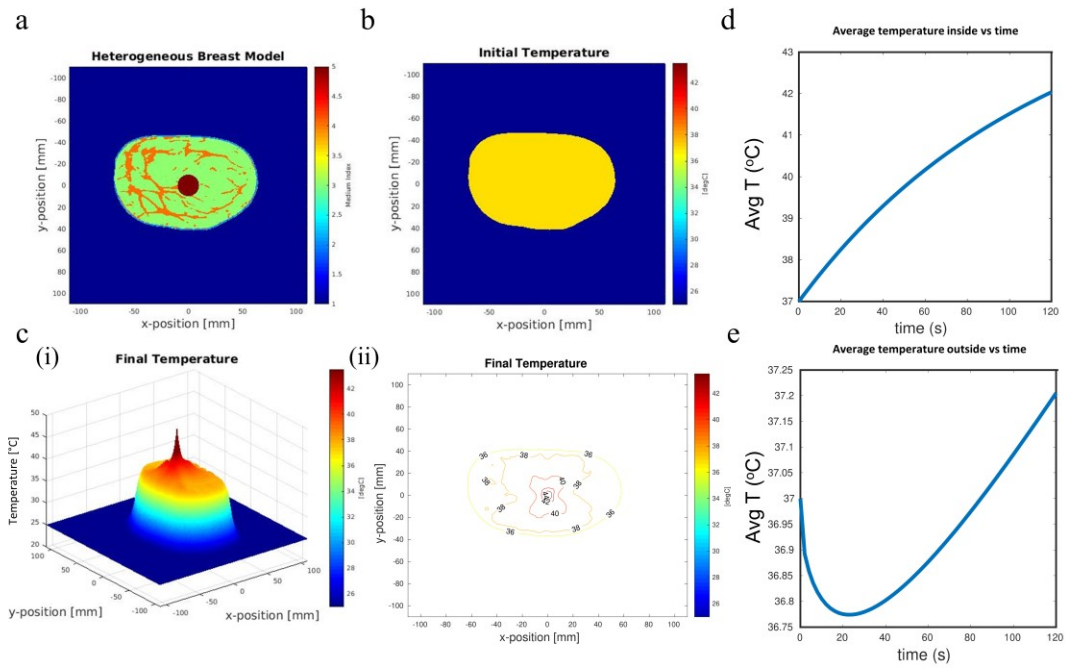 a
Heterogeneous Breast Model
-100
-80
-60
-40
-20
0
20
40
60
80
100
y-position [mm]
-100 -50 0 50 100
x-position [mm]
5
4.5
4
3.5
3
2.5
2
1.5
1
Medium Index
b
Initial Temperature
-100
-80
-60
-40
-20
0
20
40
60
80
100
y-position [mm]
-100 -50 0 50 100
x-position [mm]
42
40
38
36
34
32
30
28
26
[degC]
d
Average temperature inside vs time
43
42
41
40
39
38
37
Avg T (ºC)
0 20 40 60 80 100 120
time (s)
c
(i)
Final Temperature
50
45
40
35
30
25
20
Temperature [°C]
100
50
0
-50
-100
y-position [mm]
-100
-50
0
50
100
x-position [mm]
42
40
38
36
34
32
30
28
26
[degC]
(ii)
Final Temperature
100
80
60
40
20
0
-20
-40
-60
-80
-100
y-position [mm]
36 38 38 36
36 40 38
38 36
38 40 38
36 38 36
-100 -80 -60 -40 -20 0 20 40 60 80 100
x-position [mm]
42
40
38
36
34
32
30
28
26
[degC]
e
Average temperature outside vs time
37.25
37.2
37.15
37.1
37.05
37
36.95
36.9
36.85
36.8
36.75
Avg T (ºC)
0 20 40 60 80 100 120
time (s)